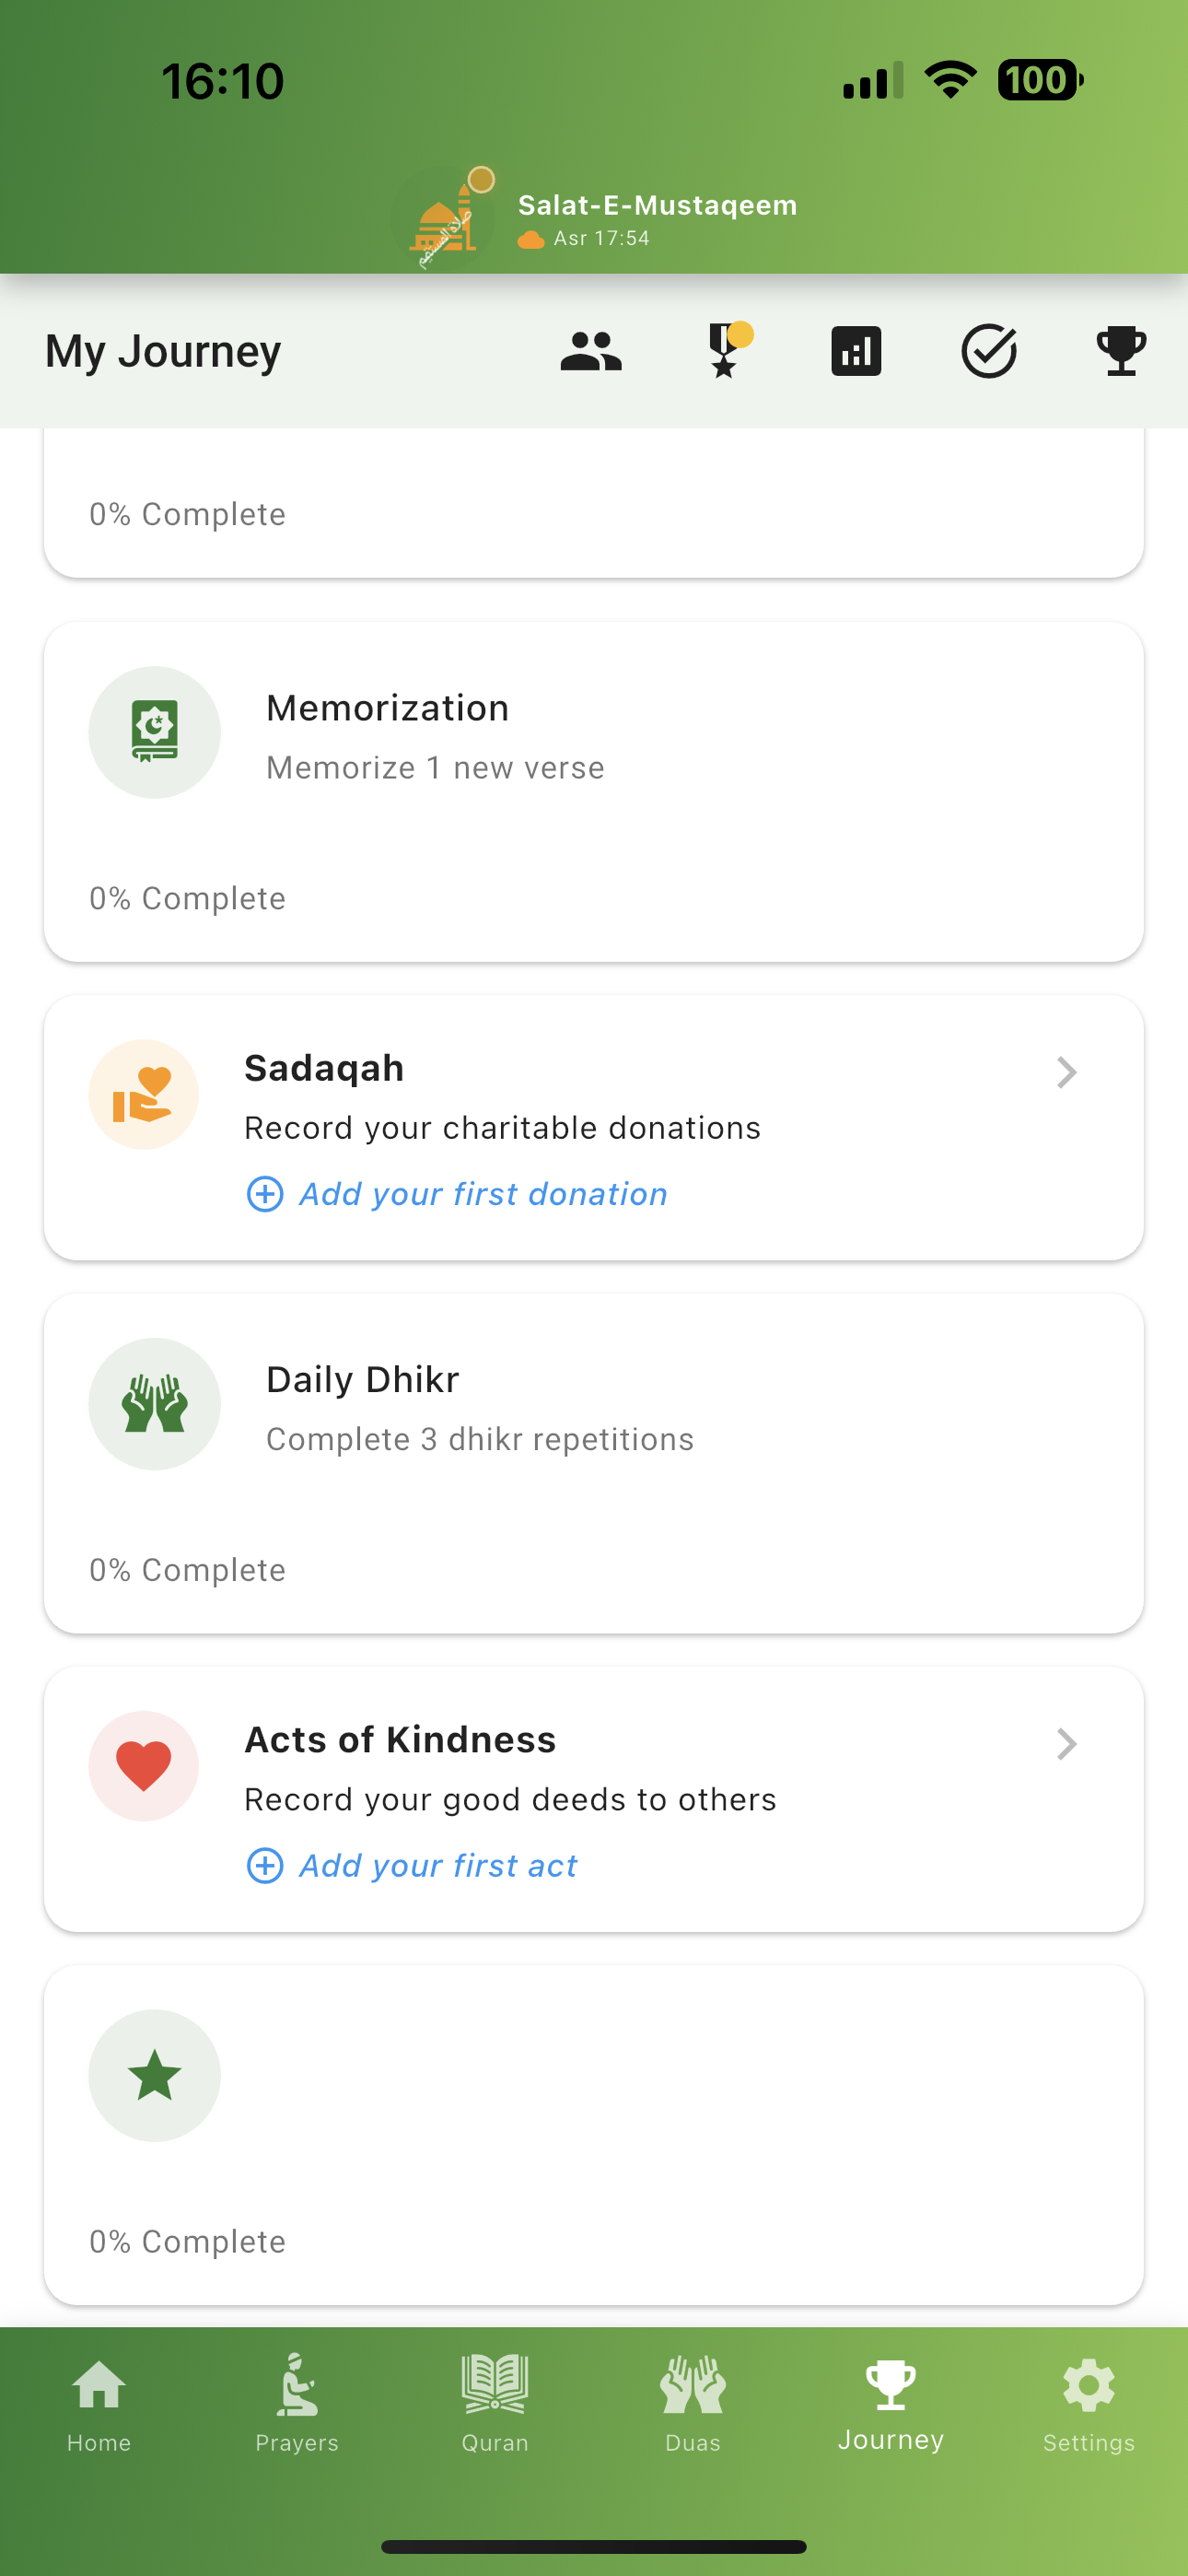 16:10
100
صلاة المستقيم
Salat-E-Mustaqeem
Asr 17:54
My Journey
0% Complete
Memorization
Memorize 1 new verse
0% Complete
Sadaqah
Record your charitable donations
Add your first donation
Daily Dhikr
Complete 3 dhikr repetitions
0% Complete
Acts of Kindness
Record your good deeds to others
Add your first act
0% Complete
Home
Prayers
Quran
Duas
Journey
Settings